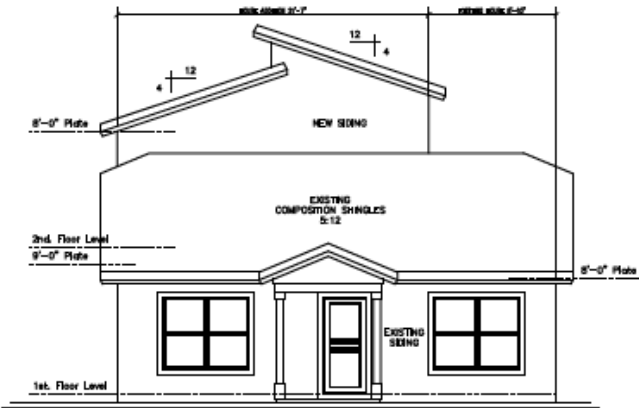 12
4
12
4
8'-0" Plate
NEW SIDING
EXISTING
COMPOSITION SHINGLES
5:12
2nd. Floor Level
9'-0" Plate
8'-0" Plate
EXISTING
SIDING
1st. Floor Level